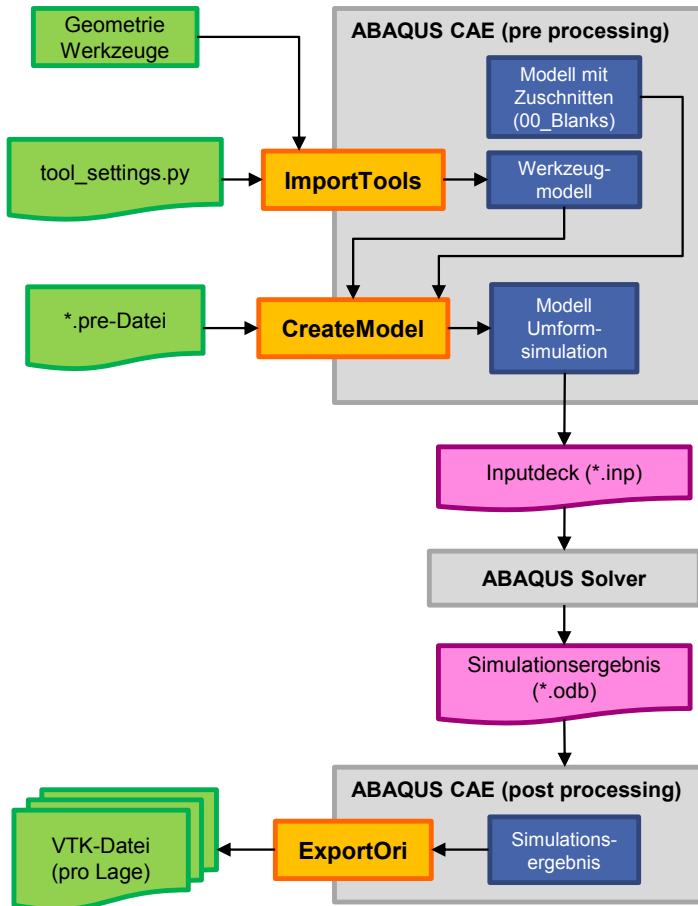 Geometrie
Werkzeuge
ABAQUS CAE (pre processing)
Modell mit
Zuschnitten
(00_Blanks)
tool_settings.py
ImportTools
Werkzeug-
modell
*.pre-Datei
CreateModel
Modell
Umform-
simulation
Inputdeck (*.inp)
ABAQUS Solver
Simulationsergebnis
(*.odb)
ABAQUS CAE (post processing)
VTK-Datei
(pro Lage)
ExportOri
Simulations-
ergebnis